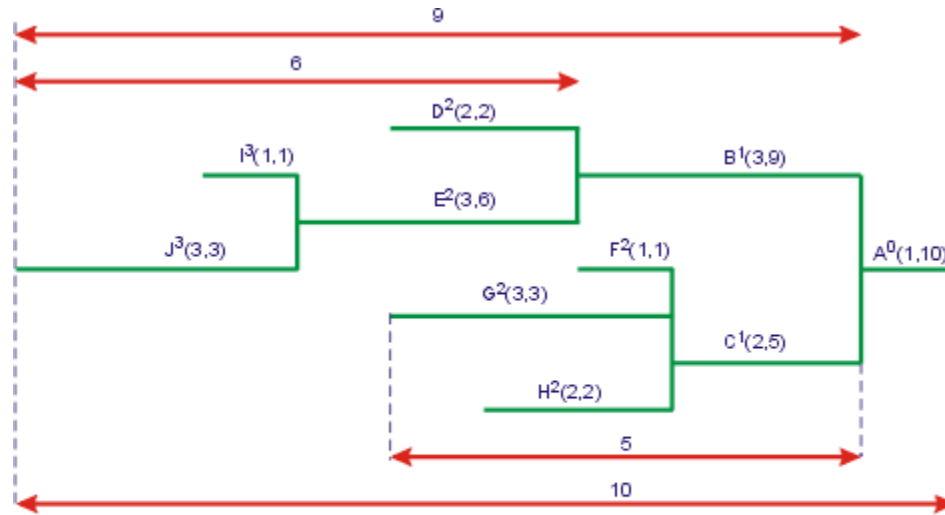 9
6
D²(2,2)
I³(1,1)
B¹(3,9)
E²(3,6)
J³(3,3)
F²(1,1)
A⁰(1,10)
G²(3,3)
C¹(2,5)
H²(2,2)
5
10